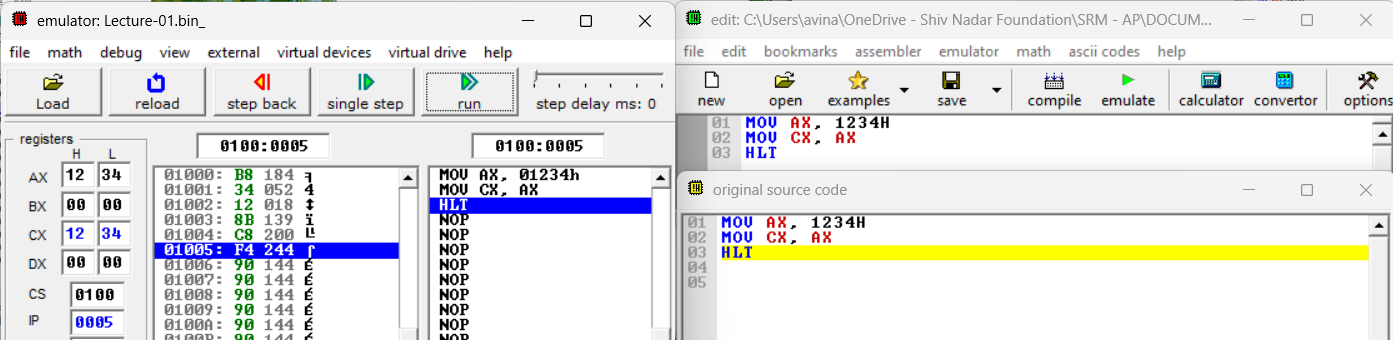 emulator: Lecture-01.bin_
file math debug view external virtual devices virtual drive help
Load reload step back single step run step delay ms: 0
registers
H L
AX 12 34
BX 00 00
CX 12 34
DX 00 00
CS 0100
IP 0005
0100:0005
01000: B8 184 ╕
01001: 34 052 4
01002: 12 018 ↕
01003: 8B 139 ï
01004: C8 200 ╚
01005: F4 244 ⌠
01006: 90 144 É
01007: 90 144 É
01008: 90 144 É
01009: 90 144 É
0100A: 90 144 É
0100B: 90 144 É
0100:0005
MOV AX, 01234h
MOV CX, AX
HLT
NOP
NOP
NOP
NOP
NOP
NOP
NOP
NOP
NOP
edit: C:\Users\avina\OneDrive - Shiv Nadar Foundation\SRM - AP\DOCUM...
file edit bookmarks assembler emulator math ascii codes help
new open examples save compile emulate calculator convertor options
01 MOV AX, 1234H
02 MOV CX, AX
03 HLT
original source code
01 MOV AX, 1234H
02 MOV CX, AX
03 HLT
04
05